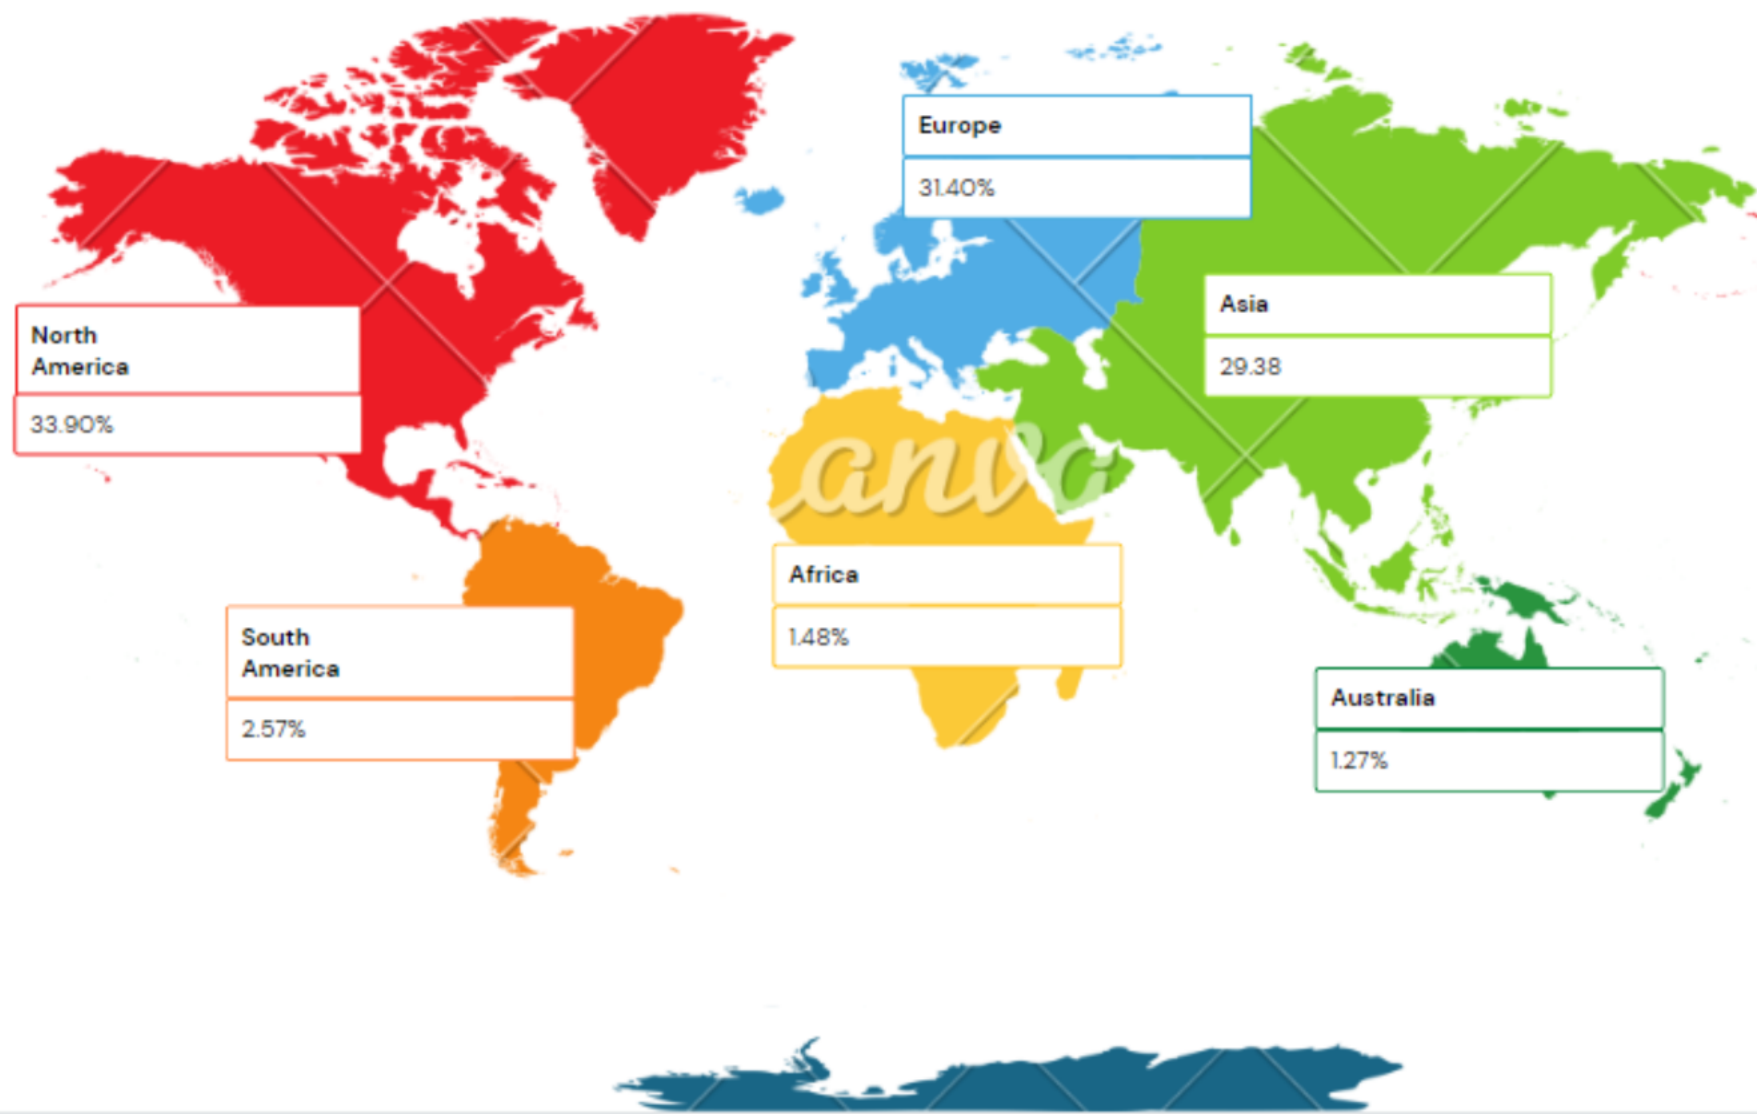 Europe
31.40%
Asia
29.38
North
America
33.90%
anva
Africa
1.48%
South
America
2.57%
Australia
1.27%